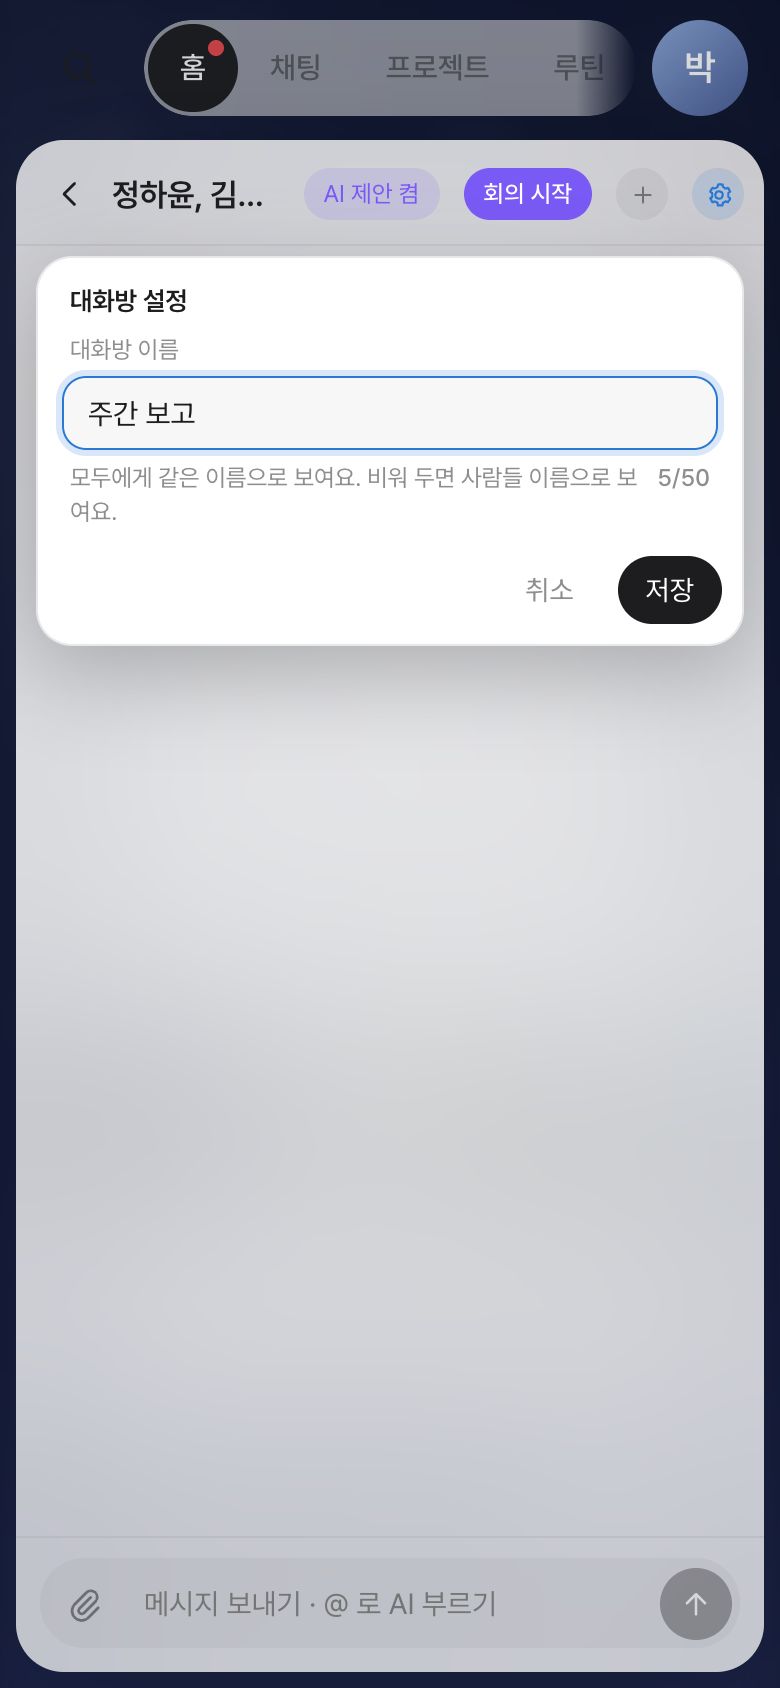 홈
채팅
프로젝트
루틴
박
정하윤, 김...
AI 제안 켬
회의 시작
대화방 설정
대화방 이름
주간 보고
모두에게 같은 이름으로 보여요. 비워 두면 사람들 이름으로 보
여요.
5/50
취소
저장
메시지 보내기 · @ 로 AI 부르기